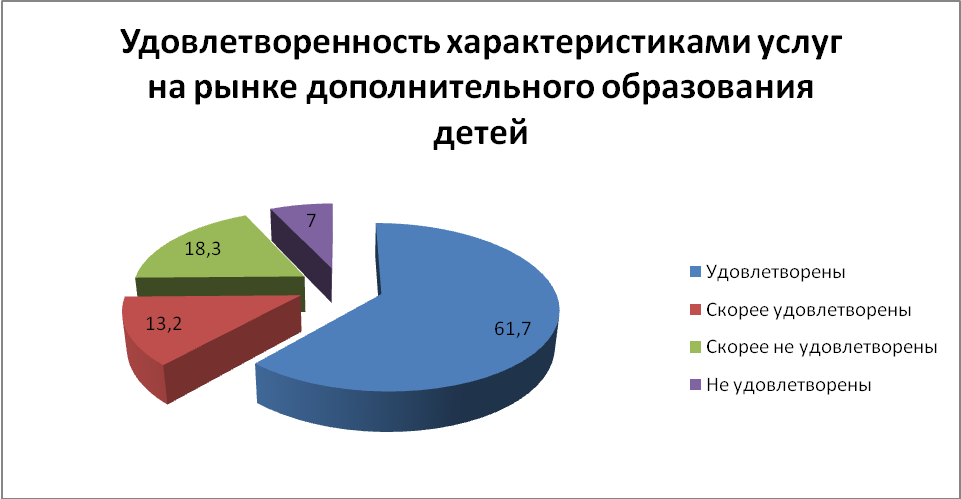 Удовлетворенность характеристиками услуг
на рынке дополнительного образования
детей
7
18,3
13,2
61,7
Удовлетворены
Скорее удовлетворены
Скорее не удовлетворены
Не удовлетворены